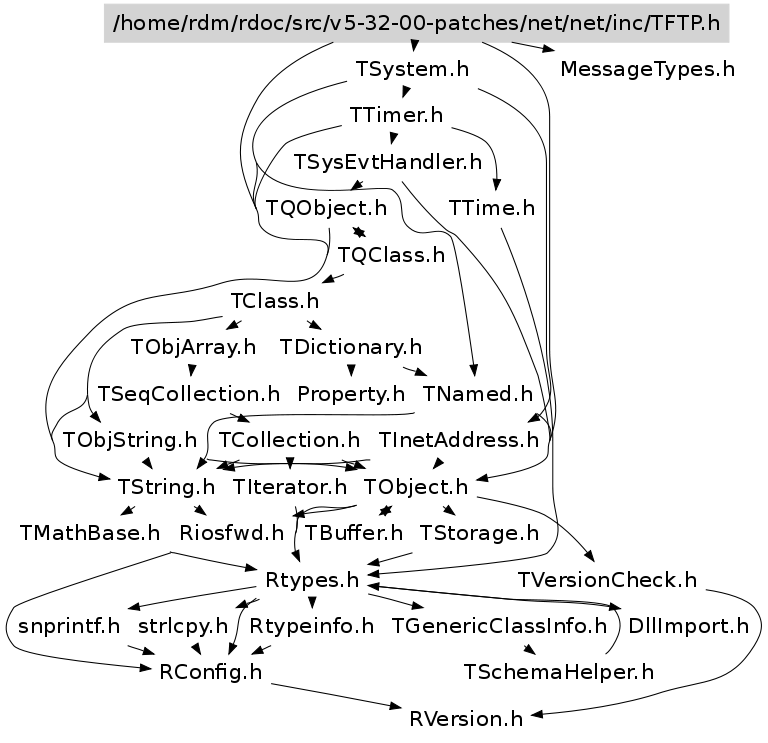 /home/rdm/rdoc/src/v5-32-00-patches/net/net/inc/TFTP.h
TSystem.h
MessageTypes.h
TTimer.h
TSysEvtHandler.h
TQObject.h
TTime.h
TQClass.h
TClass.h
TObjArray.h
TDictionary.h
TSeqCollection.h
Property.h
TNamed.h
TObjString.h
TCollection.h
TInetAddress.h
TString.h
TIterator.h
TObject.h
TMathBase.h
Riosfwd.h
TBuffer.h
TStorage.h
Rtypes.h
TVersionCheck.h
snprintf.h
strlcpy.h
Rtypeinfo.h
TGenericClassInfo.h
DllImport.h
RConfig.h
TSchemaHelper.h
RVersion.h